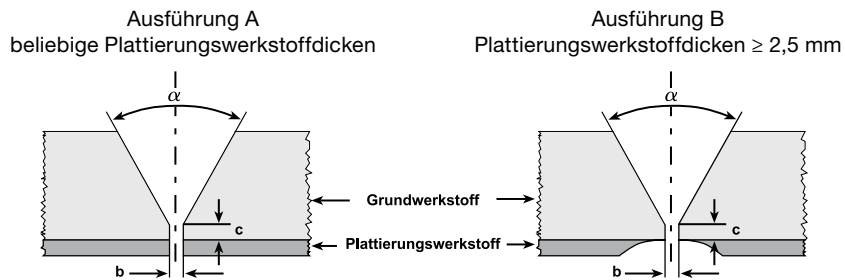 Ausführung A
beliebige Plattierungswerkstoffdicken
Ausführung B
Plattierungswerkstoffdicken ≥ 2,5 mm
α
α
Grundwerkstoff
c
c
Plattierungswerkstoff
b
b